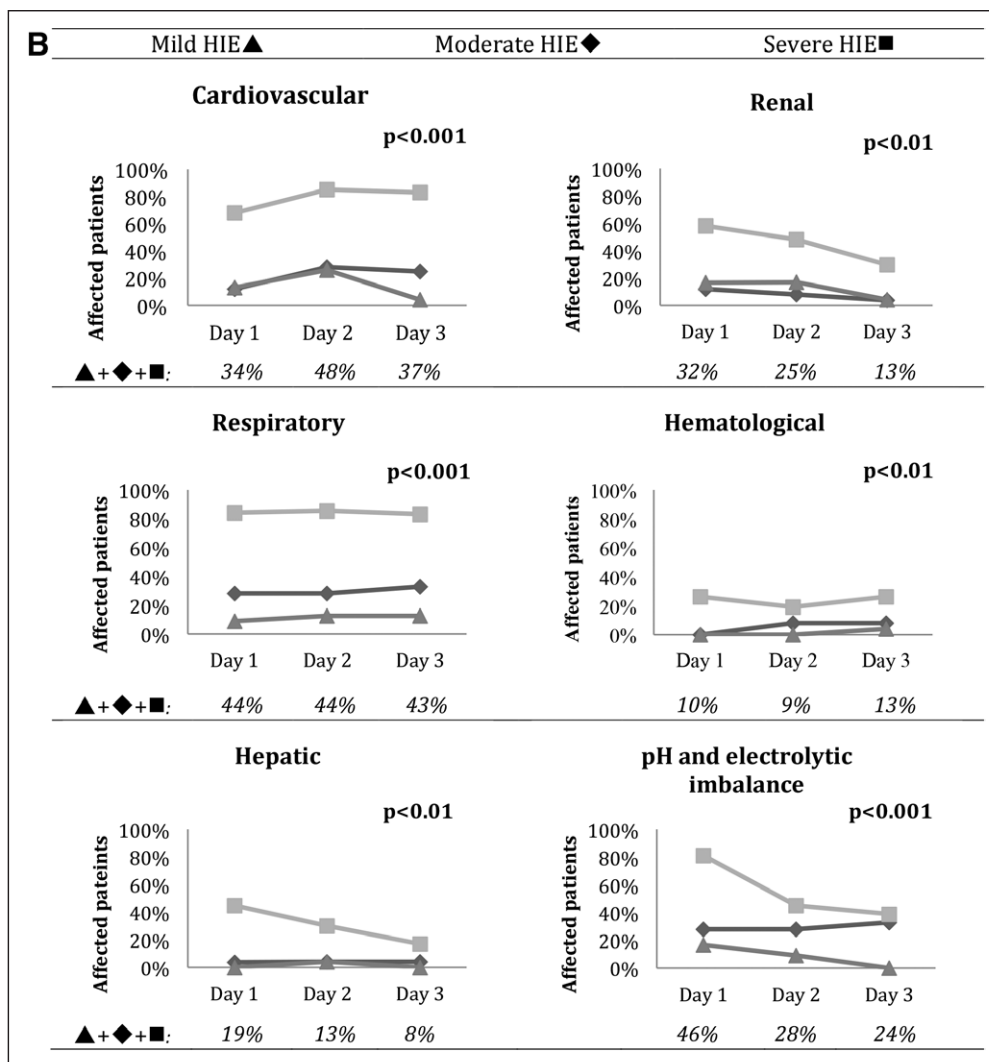 B
Mild HIE▲ Moderate HIE◆ Severe HIE■
Cardiovascular
p<0.001
Affected patients
100%
80%
60%
40%
20%
0%
Day 1 Day 2 Day 3
▲+◆+■: 34% 48% 37%
Renal
p<0.01
Affected patients
100%
80%
60%
40%
20%
0%
Day 1 Day 2 Day 3
32% 25% 13%
Respiratory
p<0.001
Affected patients
100%
80%
60%
40%
20%
0%
Day 1 Day 2 Day 3
▲+◆+■: 44% 44% 43%
Hematological
p<0.01
Affected patients
100%
80%
60%
40%
20%
0%
Day 1 Day 2 Day 3
10% 9% 13%
Hepatic
p<0.01
Affected pateints
100%
80%
60%
40%
20%
0%
Day 1 Day 2 Day 3
▲+◆+■: 19% 13% 8%
pH and electrolytic
imbalance
p<0.001
Affected patients
100%
80%
60%
40%
20%
0%
Day 1 Day 2 Day 3
46% 28% 24%